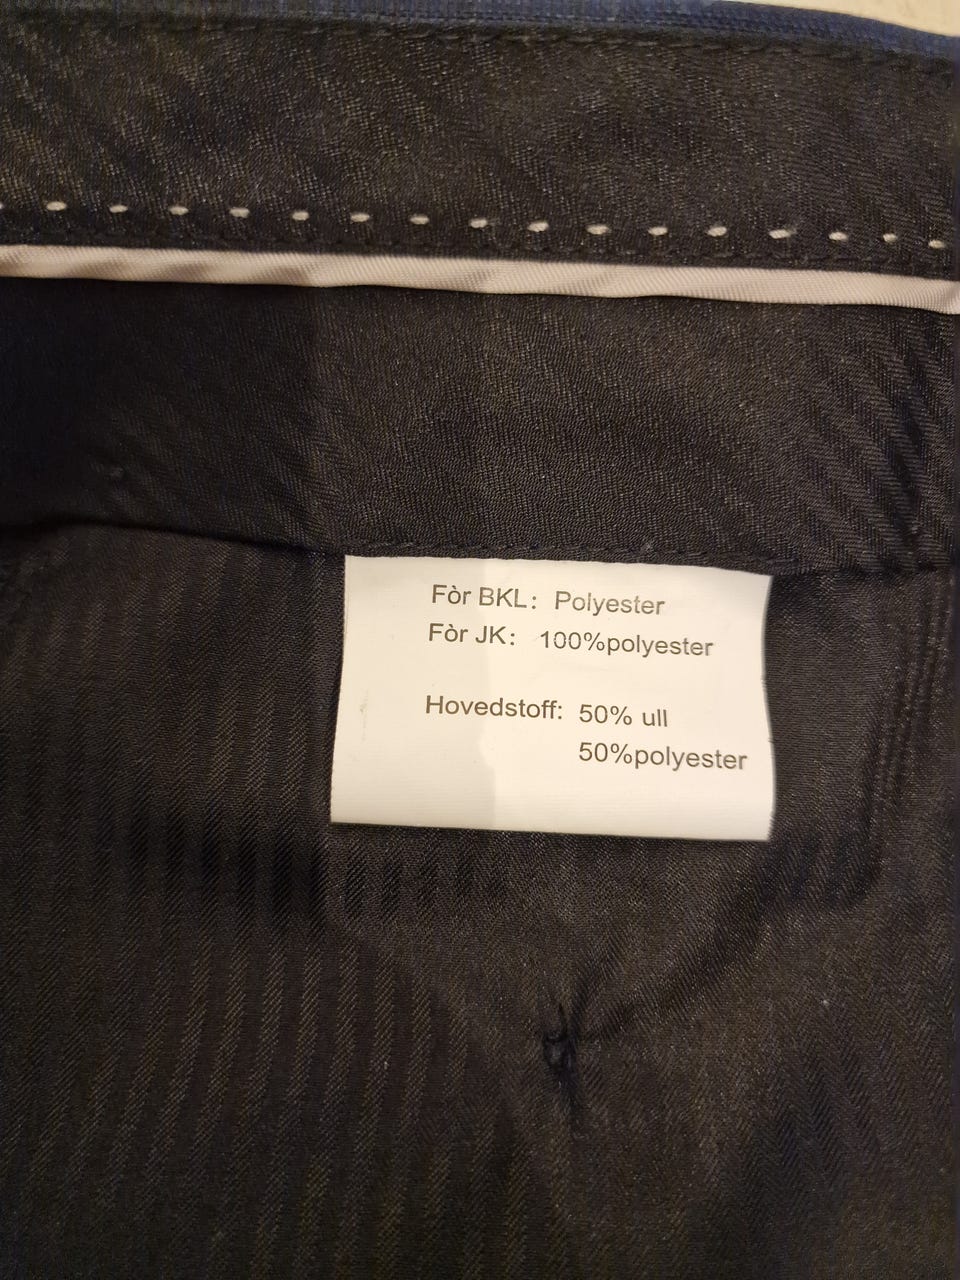 Fòr BKL: Polyester
Fòr JK: 100%polyester
Hovedstoff: 50% ull
50%polyester